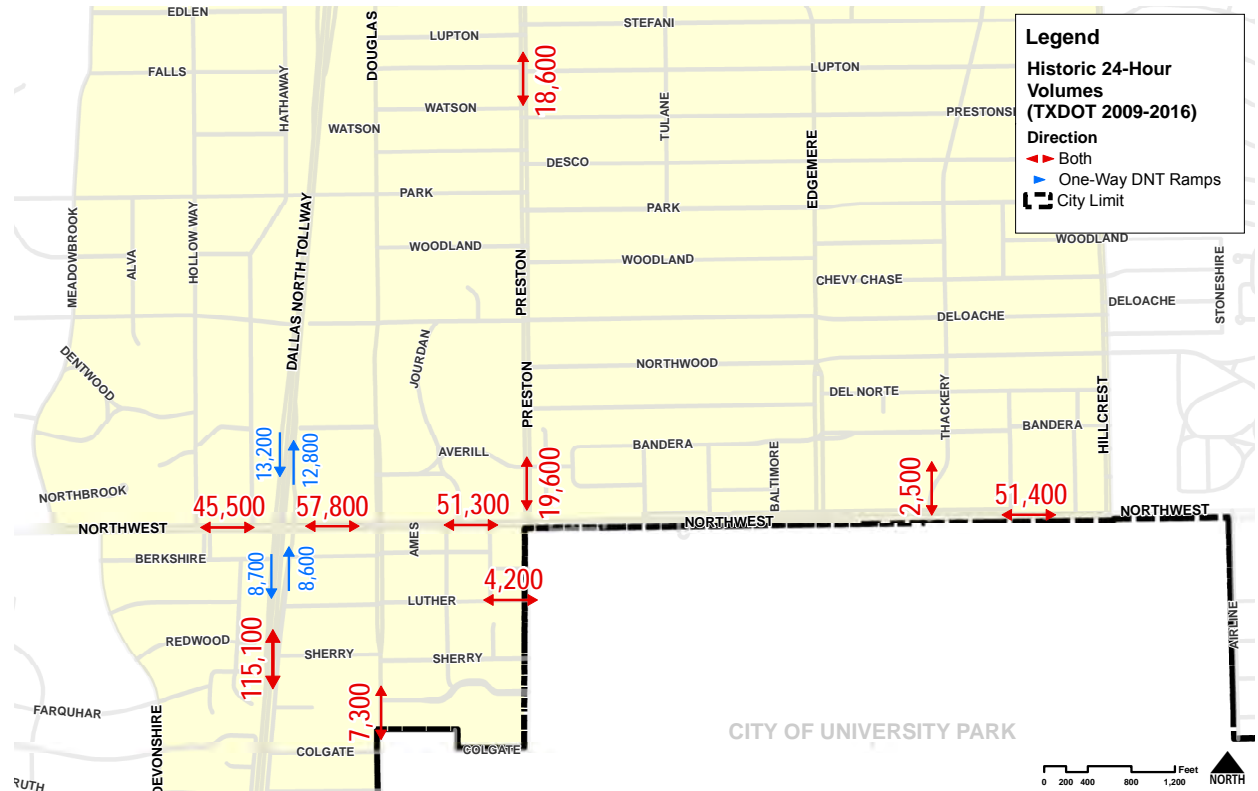 EDLEN
STEFANI
LUPTON
DOUGLAS
FALLS
HATHAWAY
LUPTON
18,600
WATSON
WATSON
TULANE
PRESTONSH
DESCO
EDGEMERE
PARK
PARK
MEADOWBROOK
ALVA
HOLLOW WAY
DALLAS NORTH TOLLWAY
WOODLAND
PRESTON
WOODLAND
WOODLAND
CHEVY CHASE
STONESHIRE
DELOACHE
DELOACHE
DENTWOOD
JOURDAN
PRESTON
NORTHWOOD
DEL NORTE
THACKERY
HILLCREST
BANDERA
BANDERA
AVERILL
BALTIMORE
13,200
12,800
19,600
2,500
NORTHBROOK
45,500
57,800
51,300
51,400
NORTHWEST
NORTHWEST
NORTHWEST
AMES
BERKSHIRE
8,700
8,600
4,200
LUTHER
REDWOOD
115,100
SHERRY
SHERRY
AIRLINE
7,300
FARQUHAR
DEVONSHIRE
COLGATE
COLGATE
CITY OF UNIVERSITY PARK
RUTH
Legend
Historic 24-Hour
Volumes
(TXDOT 2009-2016)
Direction
Both
One-Way DNT Ramps
City Limit
Feet
0 200 400 800 1,200
NORTH